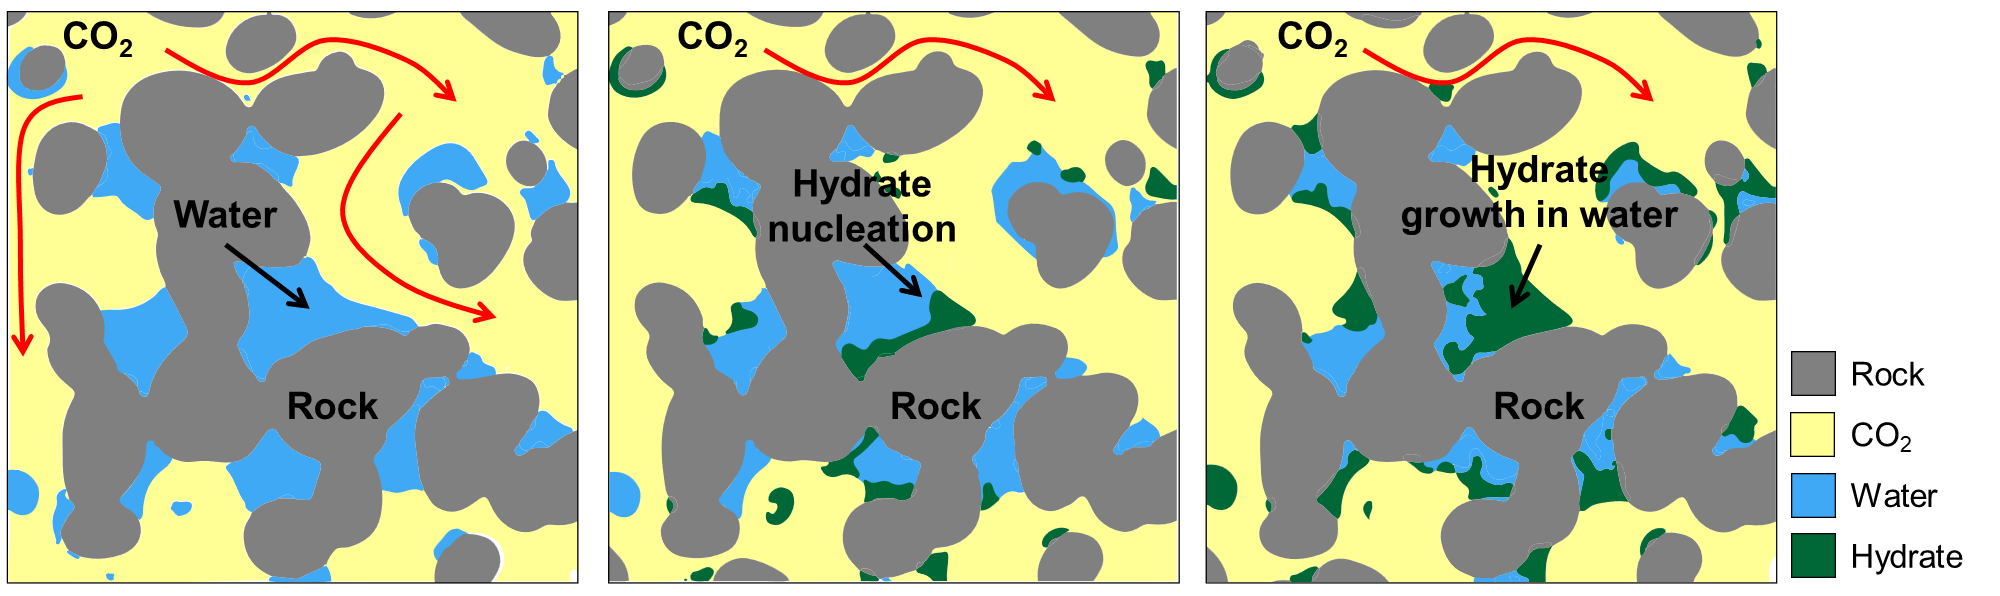 CO₂
Water
Rock
CO₂
Hydrate
nucleation
Rock
CO₂
Hydrate
growth in water
Rock
Rock
CO₂
Water
Hydrate